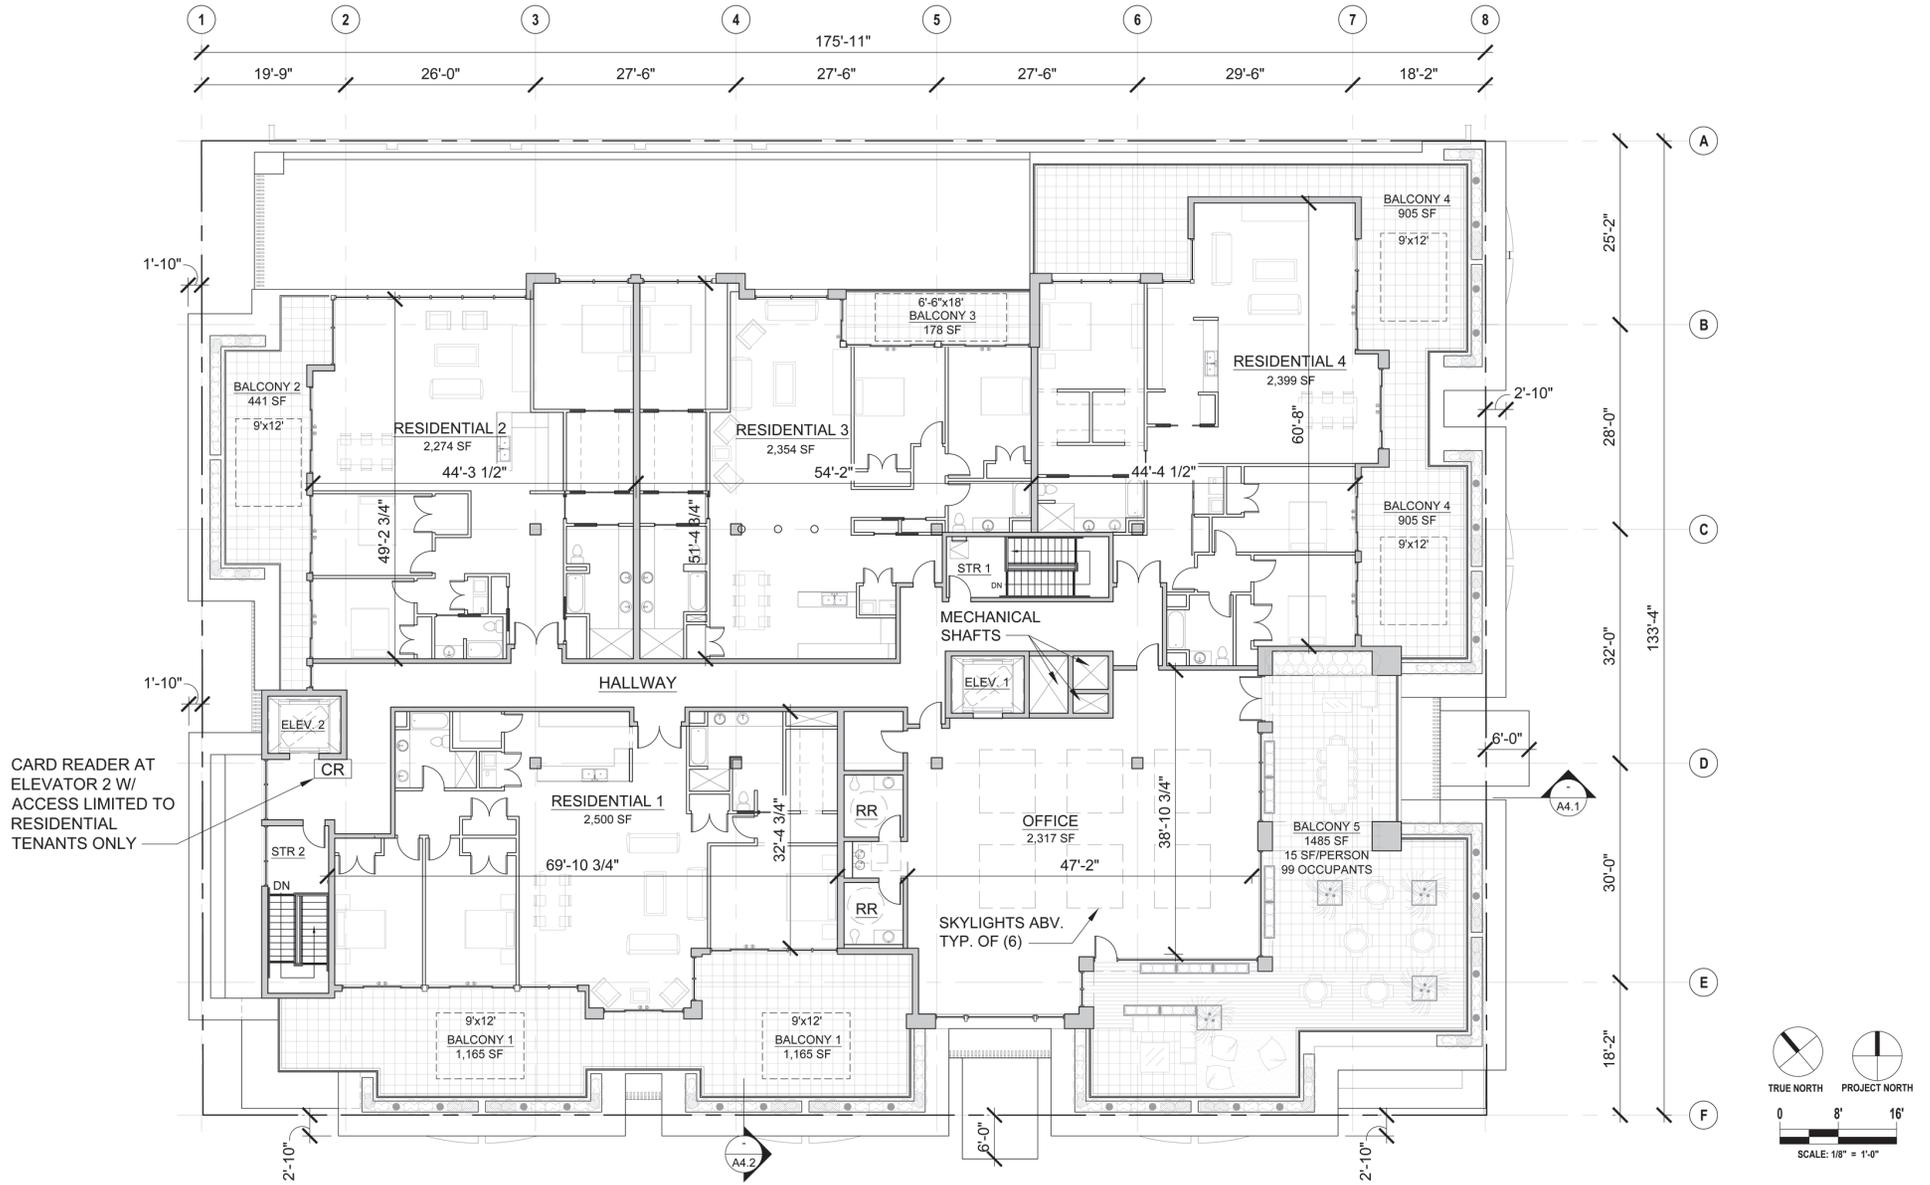 1 2 3 4 5 6 7 8
175'-11"
19'-9" 26'-0" 27'-6" 27'-6" 27'-6" 29'-6" 18'-2"
A
BALCONY 4
905 SF
9'x12'
25'-2"
1'-10"
6'-6"x18'
BALCONY 3
178 SF
B
RESIDENTIAL 4
2,399 SF
60'-8"
BALCONY 2
441 SF
9'x12'
2'-10"
28'-0"
RESIDENTIAL 2
2,274 SF
RESIDENTIAL 3
2,354 SF
44'-3 1/2"
54'-2"
44'-4 1/2"
49'-2 3/4"
51'-4 3/4"
BALCONY 4
905 SF
9'x12'
C
STR 1
DN
MECHANICAL
SHAFTS
32'-0"
133'-4"
1'-10"
HALLWAY
ELEV. 1
ELEV. 2
6'-0"
CARD READER AT
ELEVATOR 2 W/
ACCESS LIMITED TO
RESIDENTIAL
TENANTS ONLY
CR
D
RESIDENTIAL 1
2,500 SF
32'-4 3/4"
RR
OFFICE
2,317 SF
38'-10 3/4"
BALCONY 5
1485 SF
15 SF/PERSON
99 OCCUPANTS
-
A4.1
STR 2
DN
69'-10 3/4"
47'-2"
30'-0"
RR
SKYLIGHTS ABV.
TYP. OF (6)
E
9'x12'
BALCONY 1
1,165 SF
9'x12'
BALCONY 1
1,165 SF
18'-2"
TRUE NORTH
PROJECT NORTH
F
0 8' 16'
SCALE: 1/8" = 1'-0"
2'-10"
-
A4.2
6'-0"
2'-10"